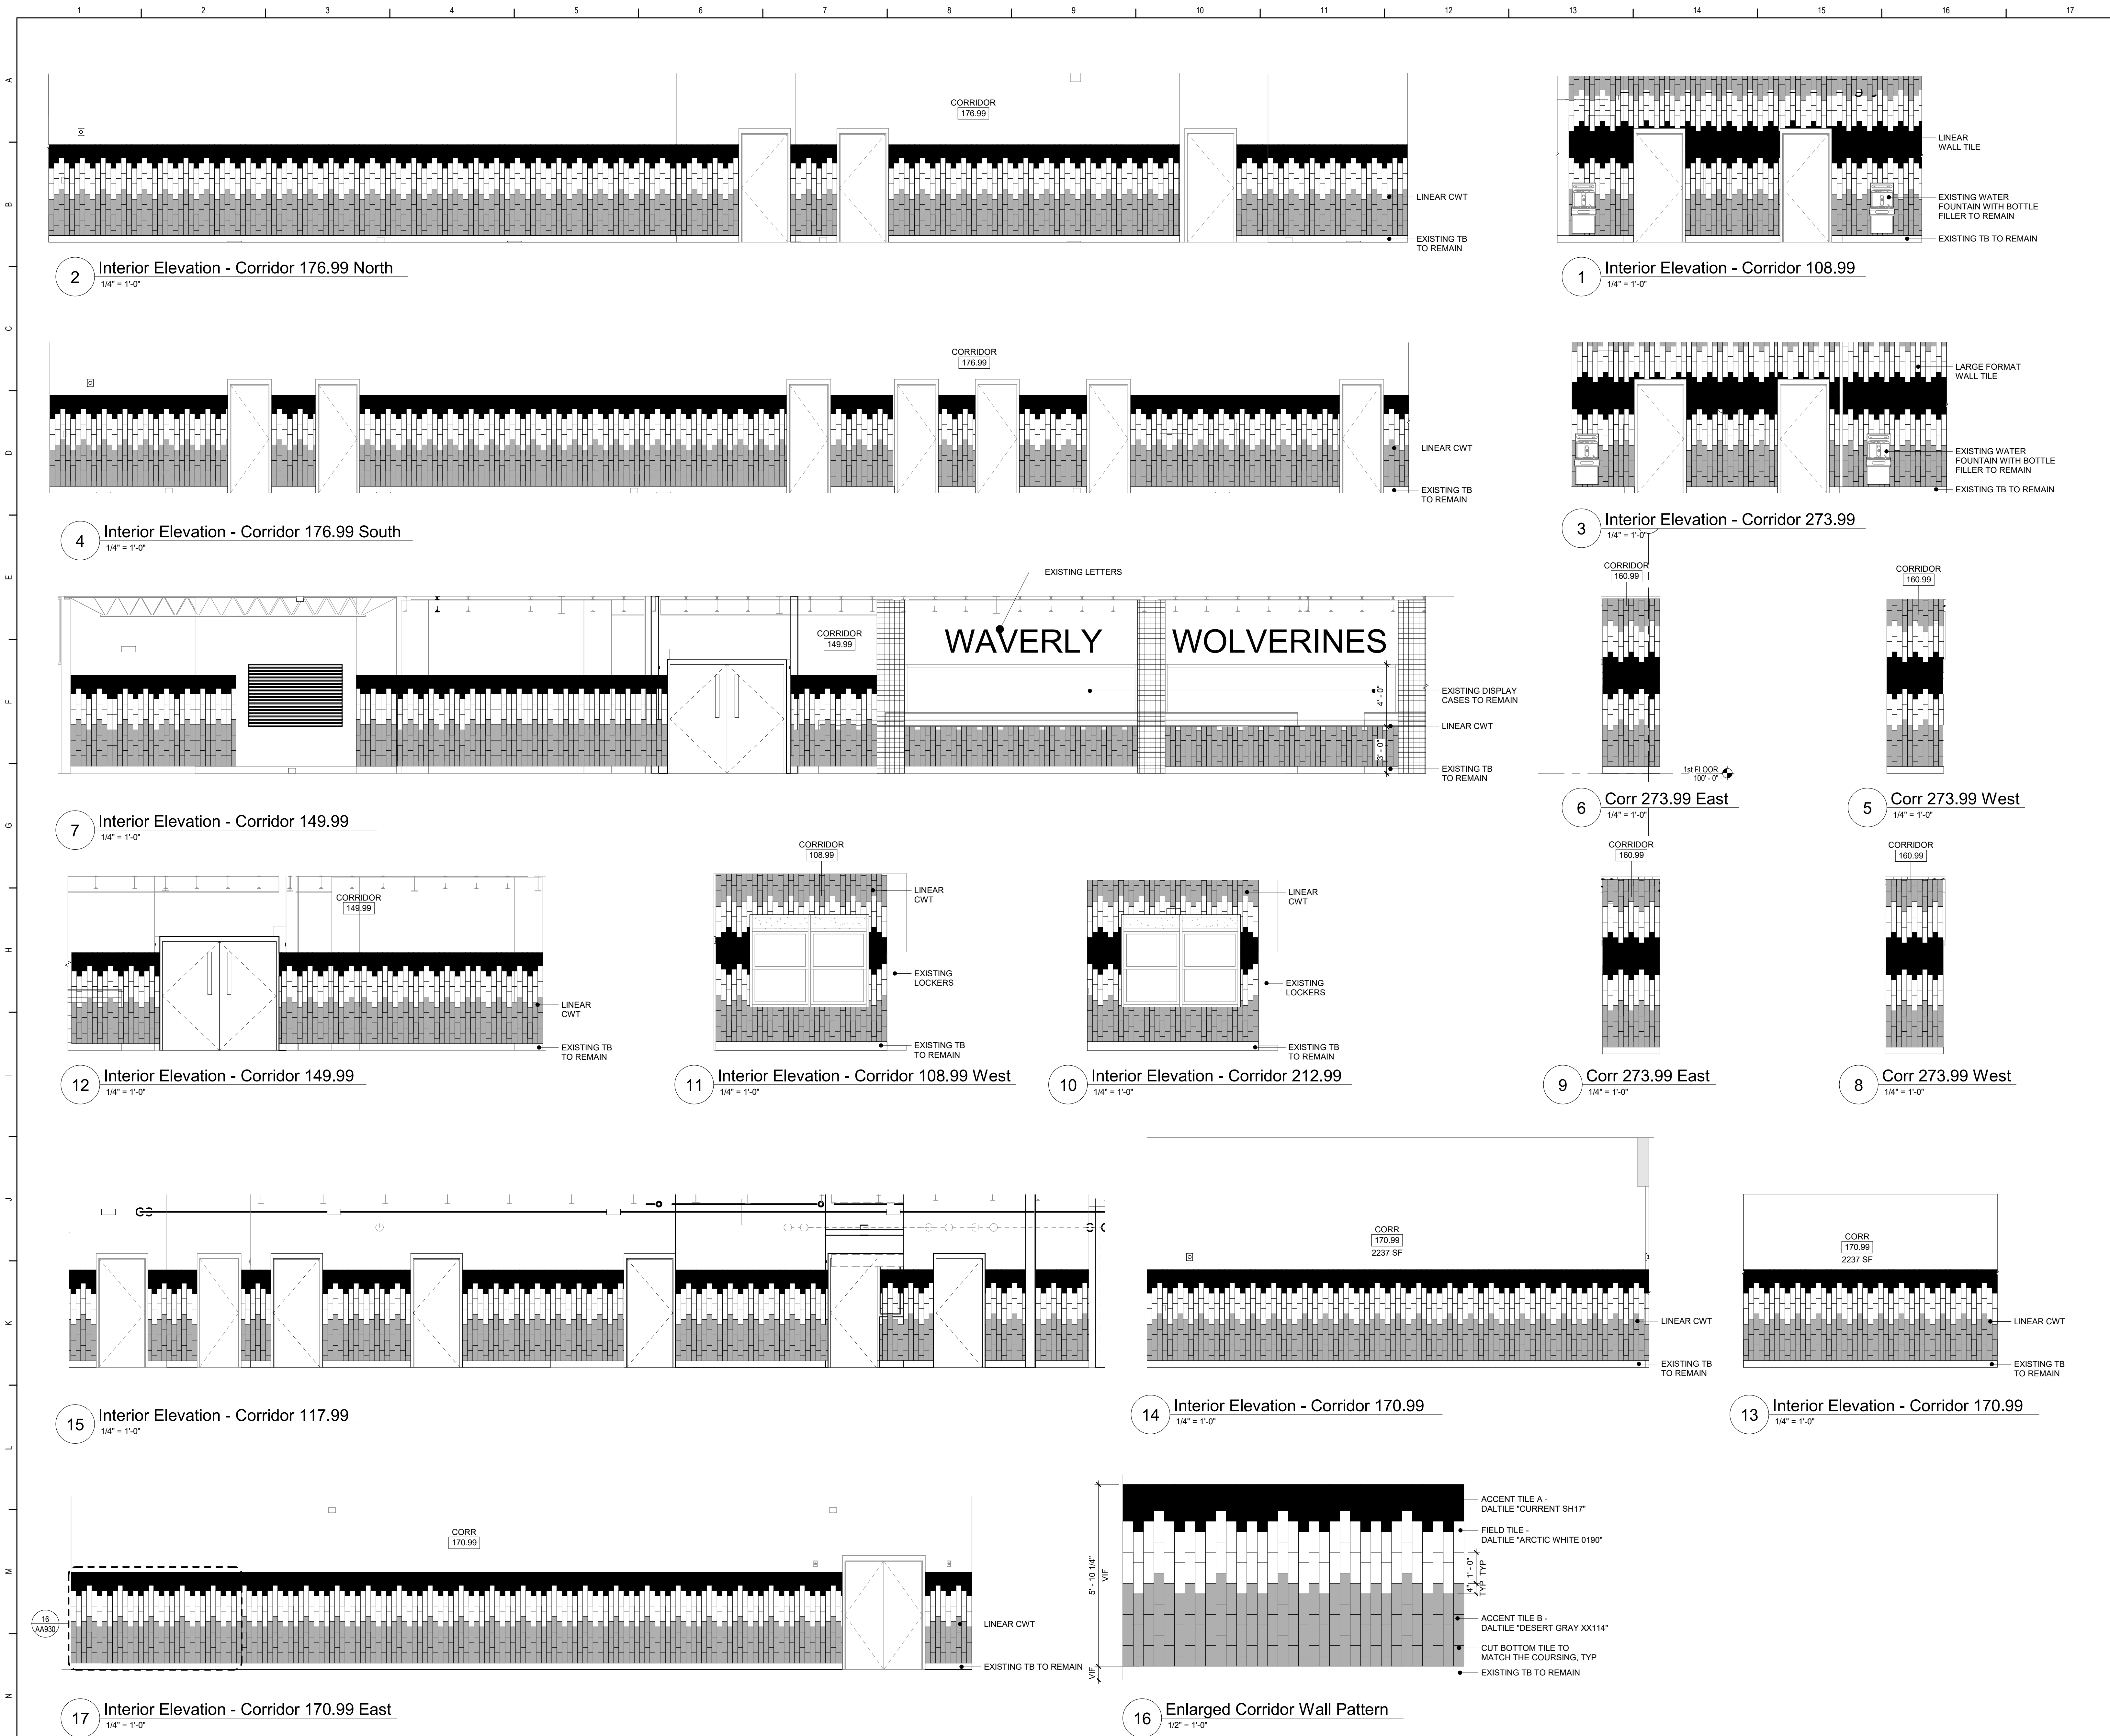 1 2 3 4 5 6 7 8 9 10 11 12 13 14 15 16 17
A
B
C
D
E
F
G
H
I
J
K
L
M
N
CORRIDOR
176.99
LINEAR CWT
EXISTING TB
TO REMAIN
2 Interior Elevation - Corridor 176.99 North
1/4" = 1'-0"
LINEAR
WALL TILE
EXISTING WATER
FOUNTAIN WITH BOTTLE
FILLER TO REMAIN
EXISTING TB TO REMAIN
1 Interior Elevation - Corridor 108.99
1/4" = 1'-0"
CORRIDOR
176.99
LINEAR CWT
EXISTING TB
TO REMAIN
4 Interior Elevation - Corridor 176.99 South
1/4" = 1'-0"
LARGE FORMAT
WALL TILE
EXISTING WATER
FOUNTAIN WITH BOTTLE
FILLER TO REMAIN
EXISTING TB TO REMAIN
3 Interior Elevation - Corridor 273.99
1/4" = 1'-0"
EXISTING LETTERS
CORRIDOR
149.99
WAVERLY WOLVERINES
4' - 0"
3' - 0"
EXISTING DISPLAY
CASES TO REMAIN
LINEAR CWT
EXISTING TB
TO REMAIN
7 Interior Elevation - Corridor 149.99
1/4" = 1'-0"
CORRIDOR
160.99
1st FLOOR
100' - 0"
6 Corr 273.99 East
1/4" = 1'-0"
CORRIDOR
160.99
5 Corr 273.99 West
1/4" = 1'-0"
CORRIDOR
149.99
LINEAR
CWT
EXISTING TB
TO REMAIN
12 Interior Elevation - Corridor 149.99
1/4" = 1'-0"
CORRIDOR
108.99
LINEAR
CWT
EXISTING
LOCKERS
EXISTING TB
TO REMAIN
11 Interior Elevation - Corridor 108.99 West
1/4" = 1'-0"
LINEAR
CWT
EXISTING
LOCKERS
EXISTING TB
TO REMAIN
10 Interior Elevation - Corridor 212.99
1/4" = 1'-0"
CORRIDOR
160.99
9 Corr 273.99 East
1/4" = 1'-0"
CORRIDOR
160.99
8 Corr 273.99 West
1/4" = 1'-0"
15 Interior Elevation - Corridor 117.99
1/4" = 1'-0"
CORR
170.99
2237 SF
LINEAR CWT
EXISTING TB
TO REMAIN
14 Interior Elevation - Corridor 170.99
1/4" = 1'-0"
CORR
170.99
2237 SF
LINEAR CWT
EXISTING TB
TO REMAIN
13 Interior Elevation - Corridor 170.99
1/4" = 1'-0"
CORR
170.99
16
AA930
LINEAR CWT
EXISTING TB TO REMAIN
17 Interior Elevation - Corridor 170.99 East
1/4" = 1'-0"
5' - 10 1/4"
VIF
VIF
ACCENT TILE A -
DALTILE "CURRENT SH17"
FIELD TILE -
DALTILE "ARCTIC WHITE 0190"
1' - 0"
TYP
4"
TYP
ACCENT TILE B -
DALTILE "DESERT GRAY XX114"
CUT BOTTOM TILE TO
MATCH THE COURSING, TYP
EXISTING TB TO REMAIN
16 Enlarged Corridor Wall Pattern
1/2" = 1'-0"